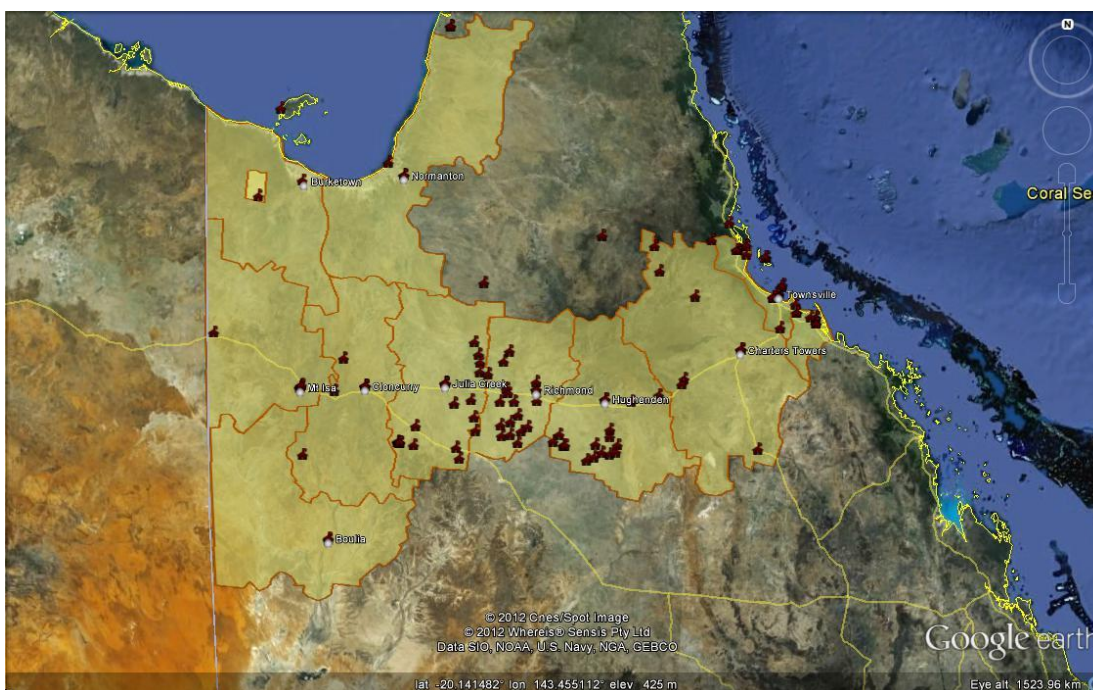 N
Burketown
Normanton
Coral Se
Townsville
Charters Towers
Mt Isa
Cloncurry
Julia Creek
Richmond
Hughenden
Boulia
© 2012 Cnes/Spot Image
© 2012 Whereis® Sensis Pty Ltd
Data SIO, NOAA, U.S. Navy, NGA, GEBCO
Google earth
lat -20.141482° lon 143.455112° elev 425 m
Eye alt 1523.96 km